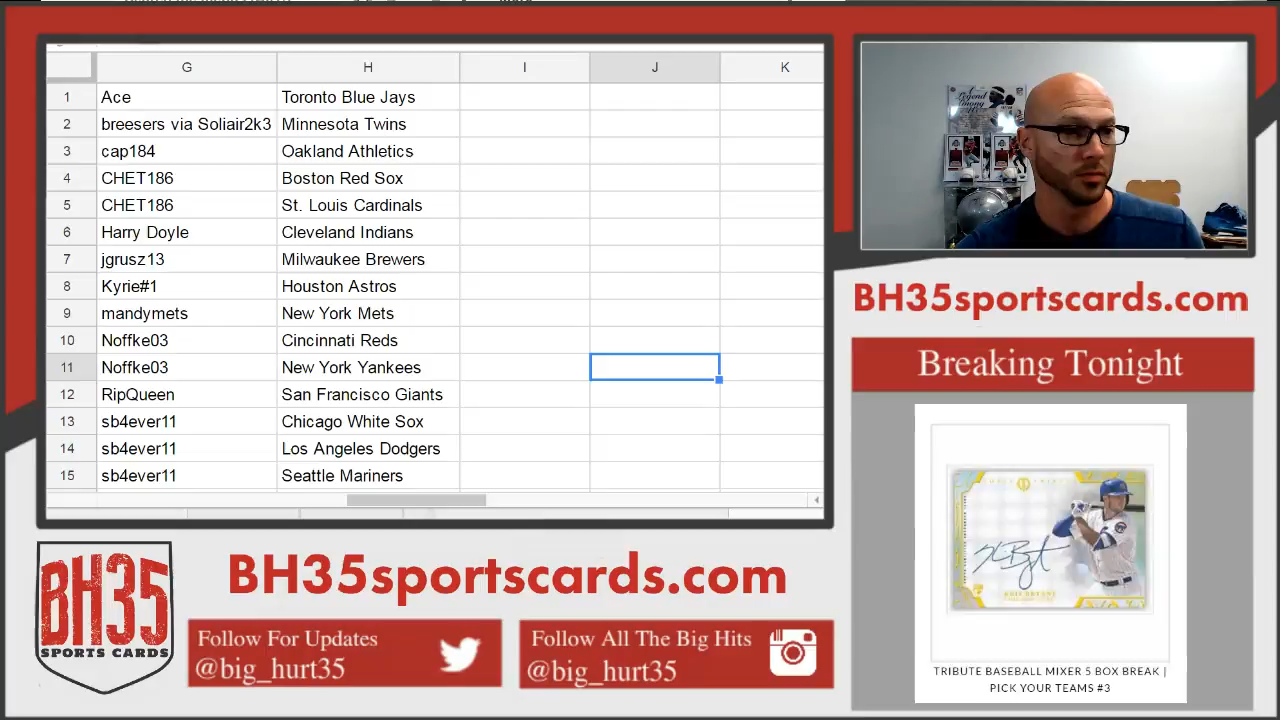 G H I J K
1 Ace Toronto Blue Jays
2 breesers via Soliair2k3 Minnesota Twins
3 cap184 Oakland Athletics
4 CHET186 Boston Red Sox
5 CHET186 St. Louis Cardinals
6 Harry Doyle Cleveland Indians
7 jgrusz13 Milwaukee Brewers
8 Kyrie#1 Houston Astros
9 mandymets New York Mets
10 Noffke03 Cincinnati Reds
11 Noffke03 New York Yankees
12 RipQueen San Francisco Giants
13 sb4ever11 Chicago White Sox
14 sb4ever11 Los Angeles Dodgers
15 sb4ever11 Seattle Mariners
BH35sportscards.com
Breaking Tonight
TRIBUTE BASEBALL MIXER 5 BOX BREAK |
PICK YOUR TEAMS #3
BH35
SPORTS CARDS
BH35sportscards.com
Follow For Updates
@big_hurt35
Follow All The Big Hits
@big_hurt35